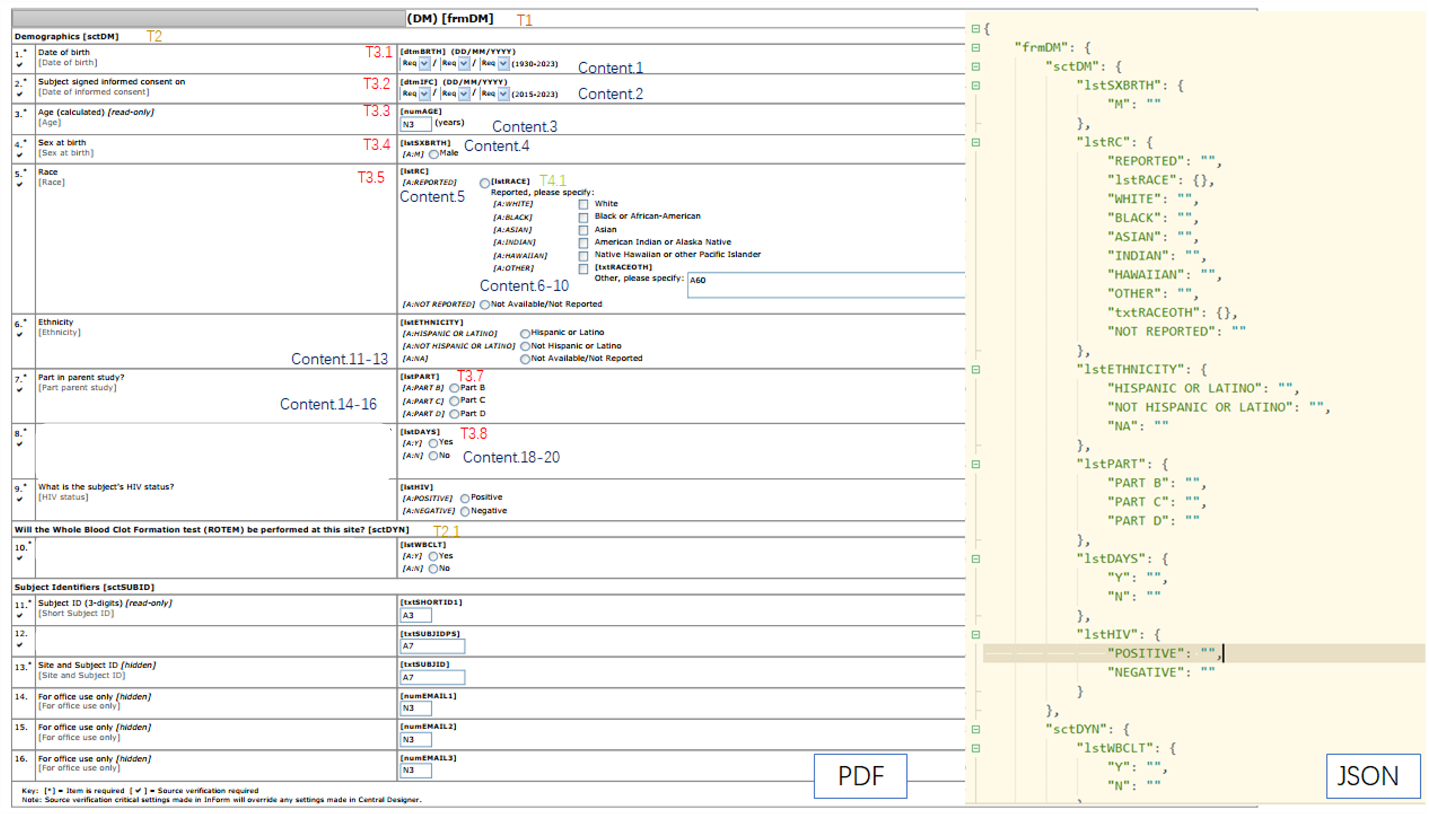 (DM) [frmDM] T1
Demographics [sctDM] T2
1.* Date of birth T3.1 [dtmBRTH] (DD/MM/YYYY)
[Date of birth] Req / Req / Req (1930-2023) Content.1
2.* Subject signed informed consent on T3.2 [dtmIFC] (DD/MM/YYYY)
[Date of informed consent] Req / Req / Req (2015-2023) Content.2
3.* Age (calculated) [read-only] T3.3 [numAGE]
[Age] N3 (years) Content.3
4.* Sex at birth T3.4 [lstSXBRTH] Content.4
[Sex at birth] [A:M] Male
5.* Race T3.5 [lstRC]
[Race] [A:REPORTED] [lstRACE] T4.1
Content.5 Reported, please specify:
[A:WHITE] White
[A:BLACK] Black or African-American
[A:ASIAN] Asian
[A:INDIAN] American Indian or Alaska Native
[A:HAWAIIAN] Native Hawaiian or other Pacific Islander
[A:OTHER] [txtRACEOTH]
Content.6-10 Other, please specify: A60
[A:NOT REPORTED] Not Available/Not Reported
6.* Ethnicity [lstETHNICITY]
[Ethnicity] [A:HISPANIC OR LATINO] Hispanic or Latino
[A:NOT HISPANIC OR LATINO] Not Hispanic or Latino
Content.11-13 [A:NA] Not Available/Not Reported
7.* Part in parent study? [lstPART] T3.7
[Part parent study] [A:PART B] Part B
Content.14-16 [A:PART C] Part C
[A:PART D] Part D
8.* [lstDAYS] T3.8
[A:Y] Yes
[A:N] No Content.18-20
9.* What is the subject's HIV status? [lstHIV]
[HIV status] [A:POSITIVE] Positive
[A:NEGATIVE] Negative
Will the Whole Blood Clot Formation test (ROTEM) be performed at this site? [sctDYN] T2.1
10.* [lstWBCLT]
[A:Y] Yes
[A:N] No
Subject Identifiers [sctSUBID]
11.* Subject ID (3-digits) [read-only] [txtSHORTID1]
[Short Subject ID] A3
12. [txtSUBJIDPS]
A7
13.* Site and Subject ID [hidden] [txtSUBJID]
[Site and Subject ID] A7
14. For office use only [hidden] [numEMAIL1]
[For office use only] N3
15. For office use only [hidden] [numEMAIL2]
[For office use only] N3
16. For office use only [hidden] [numEMAIL3]
[For office use only] N3
Key: [*] = Item is required [✓] = Source verification required
Note: Source verification critical settings made in InForm will override any settings made in Central Designer.
PDF
{
"frmDM": {
"sctDM": {
"lstSXBRTH": {
"M": ""
},
"lstRC": {
"REPORTED": "",
"lstRACE": {},
"WHITE": "",
"BLACK": "",
"ASIAN": "",
"INDIAN": "",
"HAWAIIAN": "",
"OTHER": "",
"txtRACEOTH": {},
"NOT REPORTED": ""
},
"lstETHNICITY": {
"HISPANIC OR LATINO": "",
"NOT HISPANIC OR LATINO": "",
"NA": ""
},
"lstPART": {
"PART B": "",
"PART C": "",
"PART D": ""
},
"lstDAYS": {
"Y": "",
"N": ""
},
"lstHIV": {
"POSITIVE": "",
"NEGATIVE": ""
}
},
"sctDYN": {
"lstWBCLT": {
"Y": "",
"N": ""
JSON